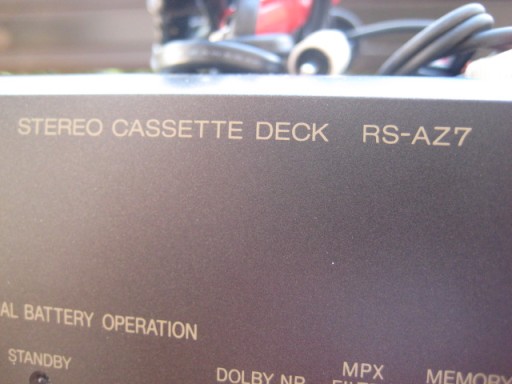 STEREO CASSETTE DECK RS-AZ7
AL BATTERY OPERATION
STANDBY
DOLBY NR MPX MEMORY